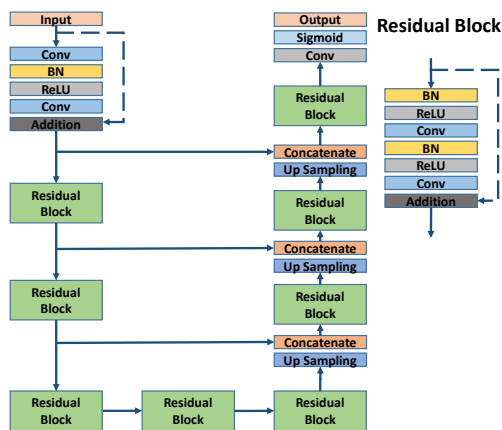 Input
Conv
BN
ReLU
Conv
Addition
Residual
Block
Residual
Block
Residual
Block
Residual
Block
Residual
Block
Up Sampling
Concatenate
Residual
Block
Up Sampling
Concatenate
Residual
Block
Up Sampling
Concatenate
Residual
Block
Conv
Sigmoid
Output
Residual Block
BN
ReLU
Conv
BN
ReLU
Conv
Addition